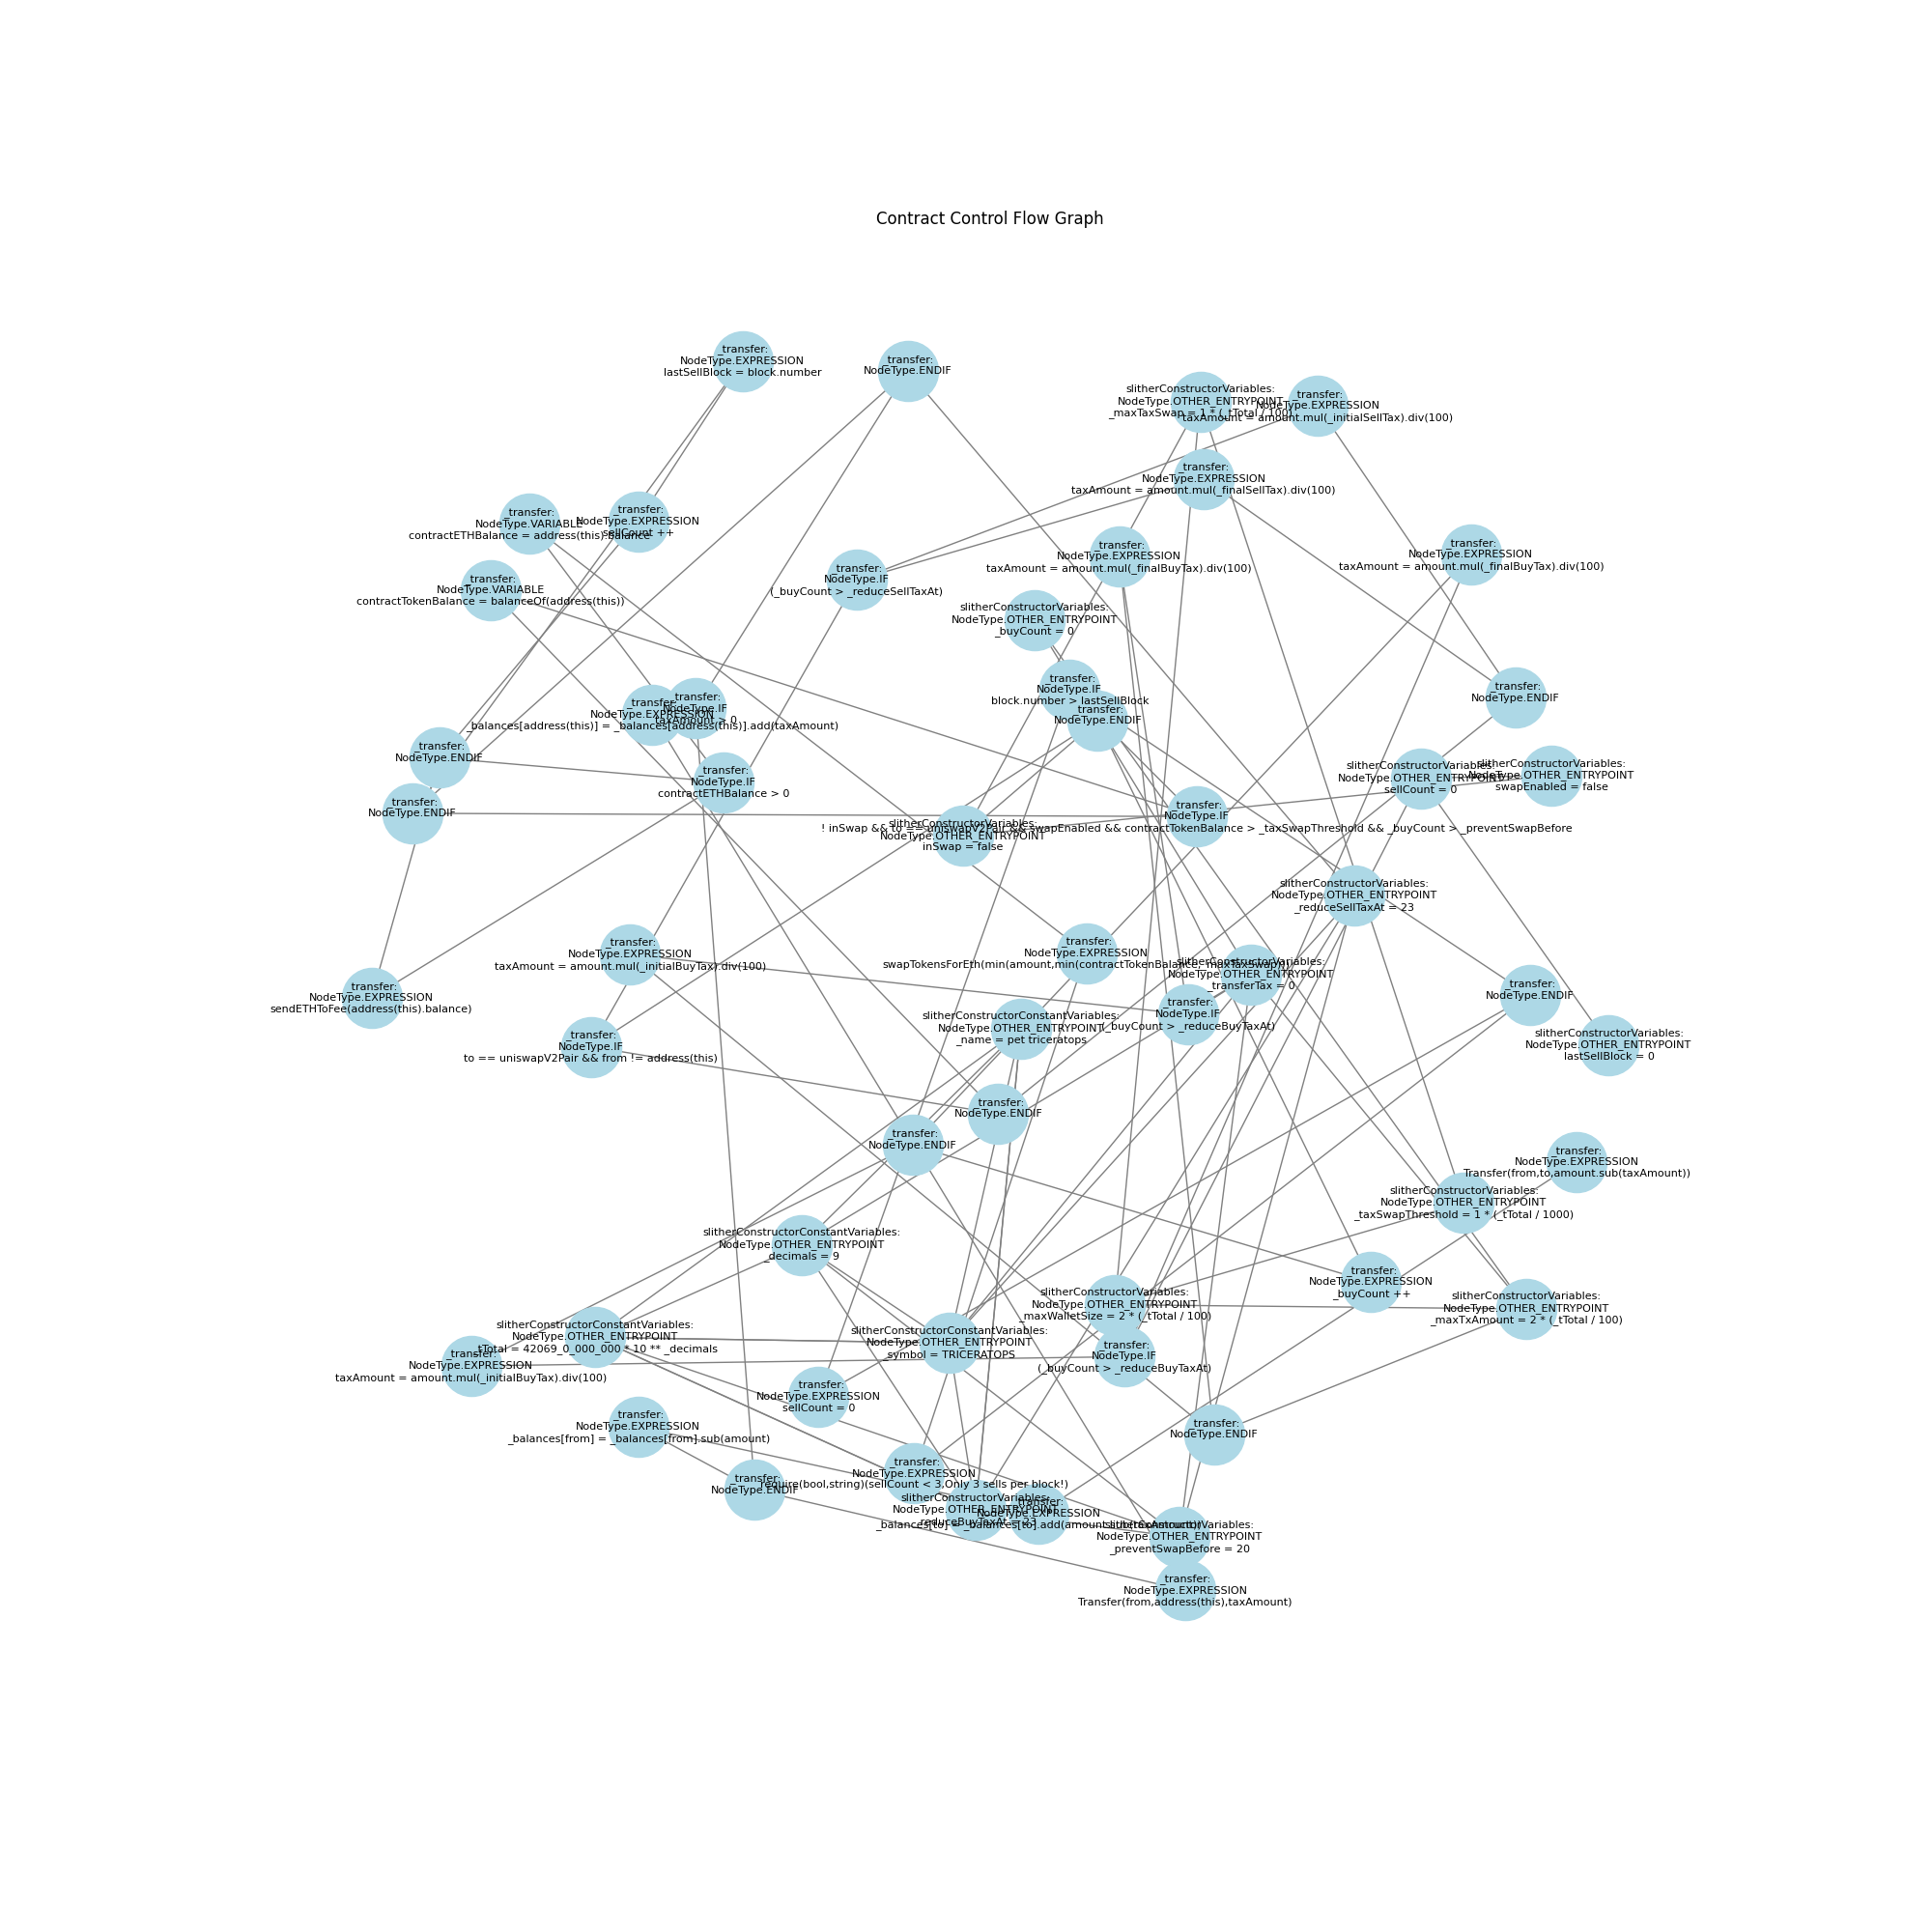 Contract Control Flow Graph
_transfer:
NodeType.EXPRESSION
lastSellBlock = block.number
_transfer:
NodeType.ENDIF
slitherConstructorVariables:
NodeType.OTHER_ENTRYPOINT
_maxTaxSwap = 1 * (_tTotal / 100)
_transfer:
NodeType.EXPRESSION
taxAmount = amount.mul(_initialSellTax).div(100)
_transfer:
NodeType.EXPRESSION
taxAmount = amount.mul(_finalSellTax).div(100)
_transfer:
NodeType.VARIABLE
contractETHBalance = address(this).balance
_transfer:
NodeType.EXPRESSION
sellCount ++
_transfer:
NodeType.EXPRESSION
taxAmount = amount.mul(_finalBuyTax).div(100)
_transfer:
NodeType.EXPRESSION
taxAmount = amount.mul(_finalBuyTax).div(100)
_transfer:
NodeType.IF
(_buyCount > _reduceSellTaxAt)
_transfer:
NodeType.VARIABLE
contractTokenBalance = balanceOf(address(this))
slitherConstructorVariables:
NodeType.OTHER_ENTRYPOINT
_buyCount = 0
_transfer:
NodeType.IF
block.number > lastSellBlock
_transfer:
NodeType.ENDIF
_transfer:
NodeType.ENDIF
_transfer:
NodeType.EXPRESSION
_balances[address(this)] = _balances[address(this)].add(taxAmount)
_transfer:
NodeType.IF
taxAmount > 0
_transfer:
NodeType.ENDIF
_transfer:
NodeType.IF
contractETHBalance > 0
slitherConstructorVariables:
NodeType.OTHER_ENTRYPOINT
sellCount = 0
slitherConstructorVariables:
NodeType.OTHER_ENTRYPOINT
swapEnabled = false
_transfer:
NodeType.ENDIF
_transfer:
NodeType.IF
! inSwap && to == uniswapV2Pair && swapEnabled && contractTokenBalance > _taxSwapThreshold && _buyCount > _preventSwapBefore
slitherConstructorVariables:
NodeType.OTHER_ENTRYPOINT
inSwap = false
slitherConstructorVariables:
NodeType.OTHER_ENTRYPOINT
_reduceSellTaxAt = 23
_transfer:
NodeType.EXPRESSION
taxAmount = amount.mul(_initialBuyTax).div(100)
_transfer:
NodeType.EXPRESSION
swapTokensForEth(min(amount,min(contractTokenBalance,_maxTaxSwap)))
slitherConstructorVariables:
NodeType.OTHER_ENTRYPOINT
_transferTax = 0
_transfer:
NodeType.EXPRESSION
sendETHToFee(address(this).balance)
_transfer:
NodeType.ENDIF
_transfer:
NodeType.IF
(_buyCount > _reduceBuyTaxAt)
slitherConstructorConstantVariables:
NodeType.OTHER_ENTRYPOINT
_name = pet triceratops
_transfer:
NodeType.IF
to == uniswapV2Pair && from != address(this)
slitherConstructorVariables:
NodeType.OTHER_ENTRYPOINT
lastSellBlock = 0
_transfer:
NodeType.ENDIF
_transfer:
NodeType.ENDIF
_transfer:
NodeType.EXPRESSION
Transfer(from,to,amount.sub(taxAmount))
slitherConstructorVariables:
NodeType.OTHER_ENTRYPOINT
_taxSwapThreshold = 1 * (_tTotal / 1000)
slitherConstructorConstantVariables:
NodeType.OTHER_ENTRYPOINT
_decimals = 9
_transfer:
NodeType.EXPRESSION
_buyCount ++
slitherConstructorVariables:
NodeType.OTHER_ENTRYPOINT
_maxWalletSize = 2 * (_tTotal / 100)
slitherConstructorVariables:
NodeType.OTHER_ENTRYPOINT
_maxTxAmount = 2 * (_tTotal / 100)
slitherConstructorConstantVariables:
NodeType.OTHER_ENTRYPOINT
_tTotal = 42069_0_000_000 * 10 ** _decimals
slitherConstructorConstantVariables:
NodeType.OTHER_ENTRYPOINT
_symbol = TRICERATOPS
_transfer:
NodeType.EXPRESSION
taxAmount = amount.mul(_initialBuyTax).div(100)
_transfer:
NodeType.IF
(_buyCount > _reduceBuyTaxAt)
_transfer:
NodeType.EXPRESSION
sellCount = 0
_transfer:
NodeType.EXPRESSION
_balances[from] = _balances[from].sub(amount)
_transfer:
NodeType.ENDIF
_transfer:
NodeType.EXPRESSION
require(bool,string)(sellCount < 3,Only 3 sells per block!)
_transfer:
NodeType.ENDIF
slitherConstructorVariables:
NodeType.OTHER_ENTRYPOINT
_reduceBuyTaxAt = 23
_transfer:
NodeType.EXPRESSION
_balances[to] = _balances[to].add(amount.sub(taxAmount))
slitherConstructorVariables:
NodeType.OTHER_ENTRYPOINT
_preventSwapBefore = 20
_transfer:
NodeType.EXPRESSION
Transfer(from,address(this),taxAmount)